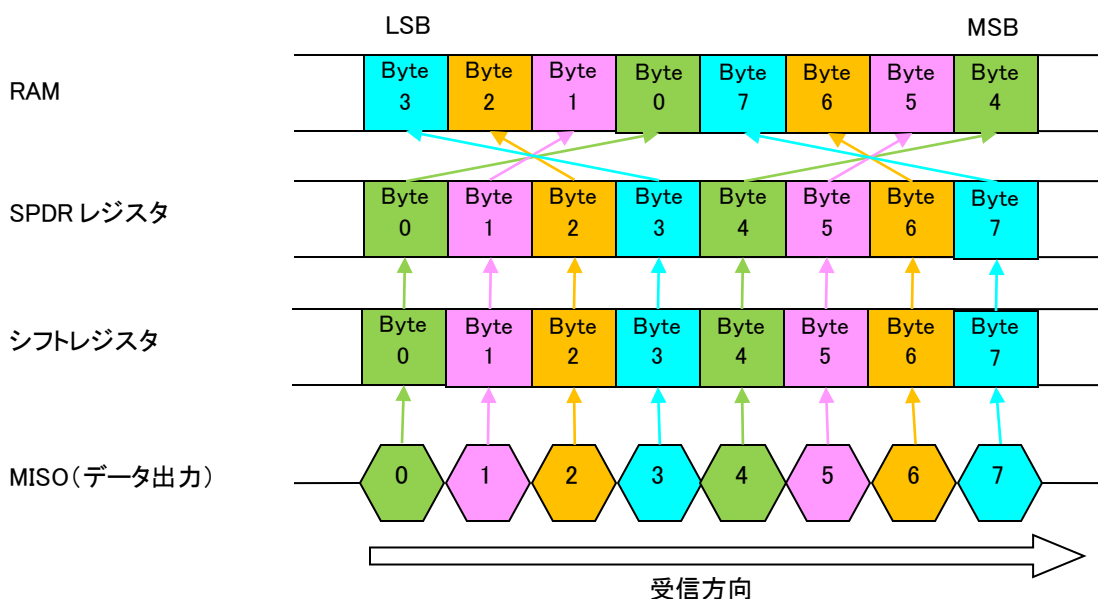 LSB MSB
RAM Byte 3 Byte 2 Byte 1 Byte 0 Byte 7 Byte 6 Byte 5 Byte 4
SPDR レジスタ Byte 0 Byte 1 Byte 2 Byte 3 Byte 4 Byte 5 Byte 6 Byte 7
シフトレジスタ Byte 0 Byte 1 Byte 2 Byte 3 Byte 4 Byte 5 Byte 6 Byte 7
MISO(データ出力) 0 1 2 3 4 5 6 7
受信方向